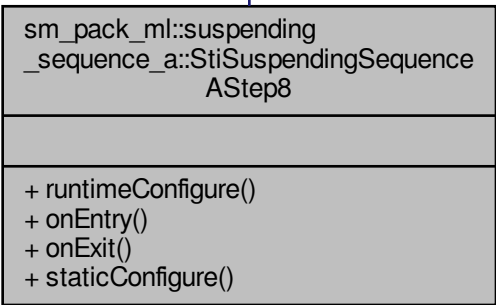 sm_pack_ml::suspending
_sequence_a::StiSuspendingSequence
AStep8
+ runtimeConfigure()
+ onEntry()
+ onExit()
+ staticConfigure()